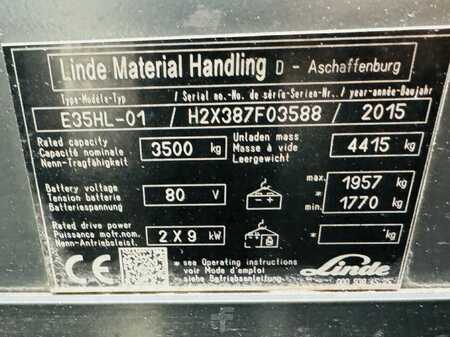 Linde Material Handling D - Aschaffenburg
Type-Modèle-Typ / Serial no.-No. de série-Serien-Nr. / year-année-Baujahr
E35HL-01 / H2X387F03588 / 2015
Rated capacity
Capacité nominale
Nenn-Tragfähigkeit
3500 kg
Unladen mass
Masse à vide
Leergewicht
4415 kg
Battery voltage
Tension batterie
Batteriespannung
80 V
max. 1957 kg
*
min. 1770 kg
Rated drive power
Puissance motr.nom.
Nenn-Antriebsleist.
2 X 9 kW
* kg
CE
* see Operating instructions
voir Mode d'emploi
siehe Betriebsanleitung
Linde